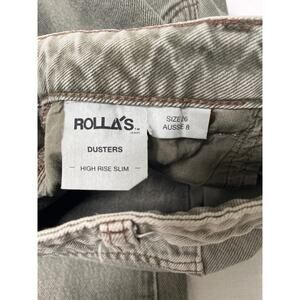 ROLLA'S
DUSTERS
HIGH RISE SLIM
SIZE 26
AUSSIE 8